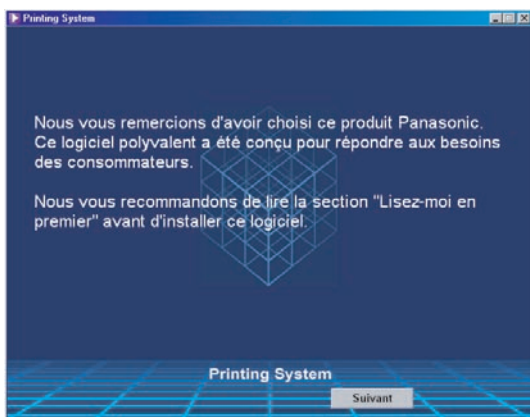 Printing System
Nous vous remercions d'avoir choisi ce produit Panasonic.
Ce logiciel polyvalent a été conçu pour répondre aux besoins
des consommateurs.
Nous vous recommandons de lire la section "Lisez-moi en
premier" avant d'installer ce logiciel.
Printing System
Suivant